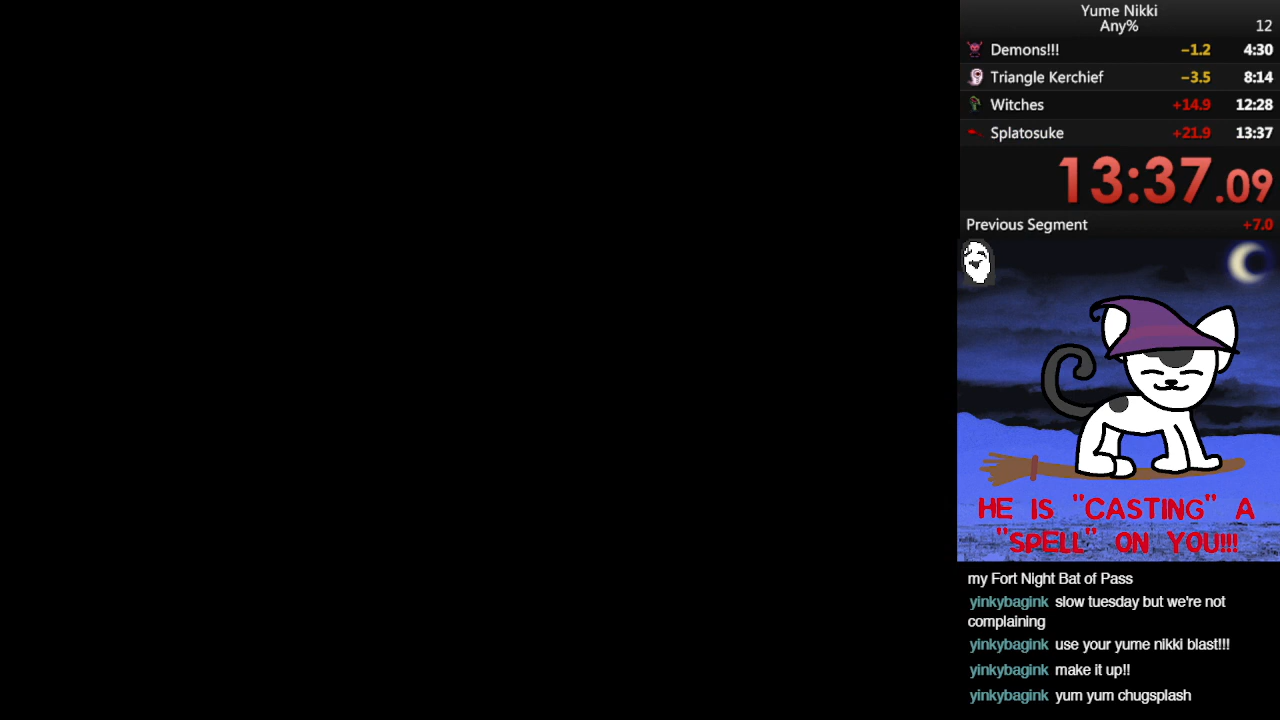 Yume Nikki
Any% 12
Demons!!! −1.2 4:30
Triangle Kerchief −3.5 8:14
Witches +14.9 12:28
Splatosuke +21.9 13:37
13:37.09
Previous Segment +7.0
HE IS "CASTING" A
"SPELL" ON YOU!!!
my Fort Night Bat of Pass
yinkybagink slow tuesday but we're not
complaining
yinkybagink use your yume nikki blast!!!
yinkybagink make it up!!
yinkybagink yum yum chugsplash